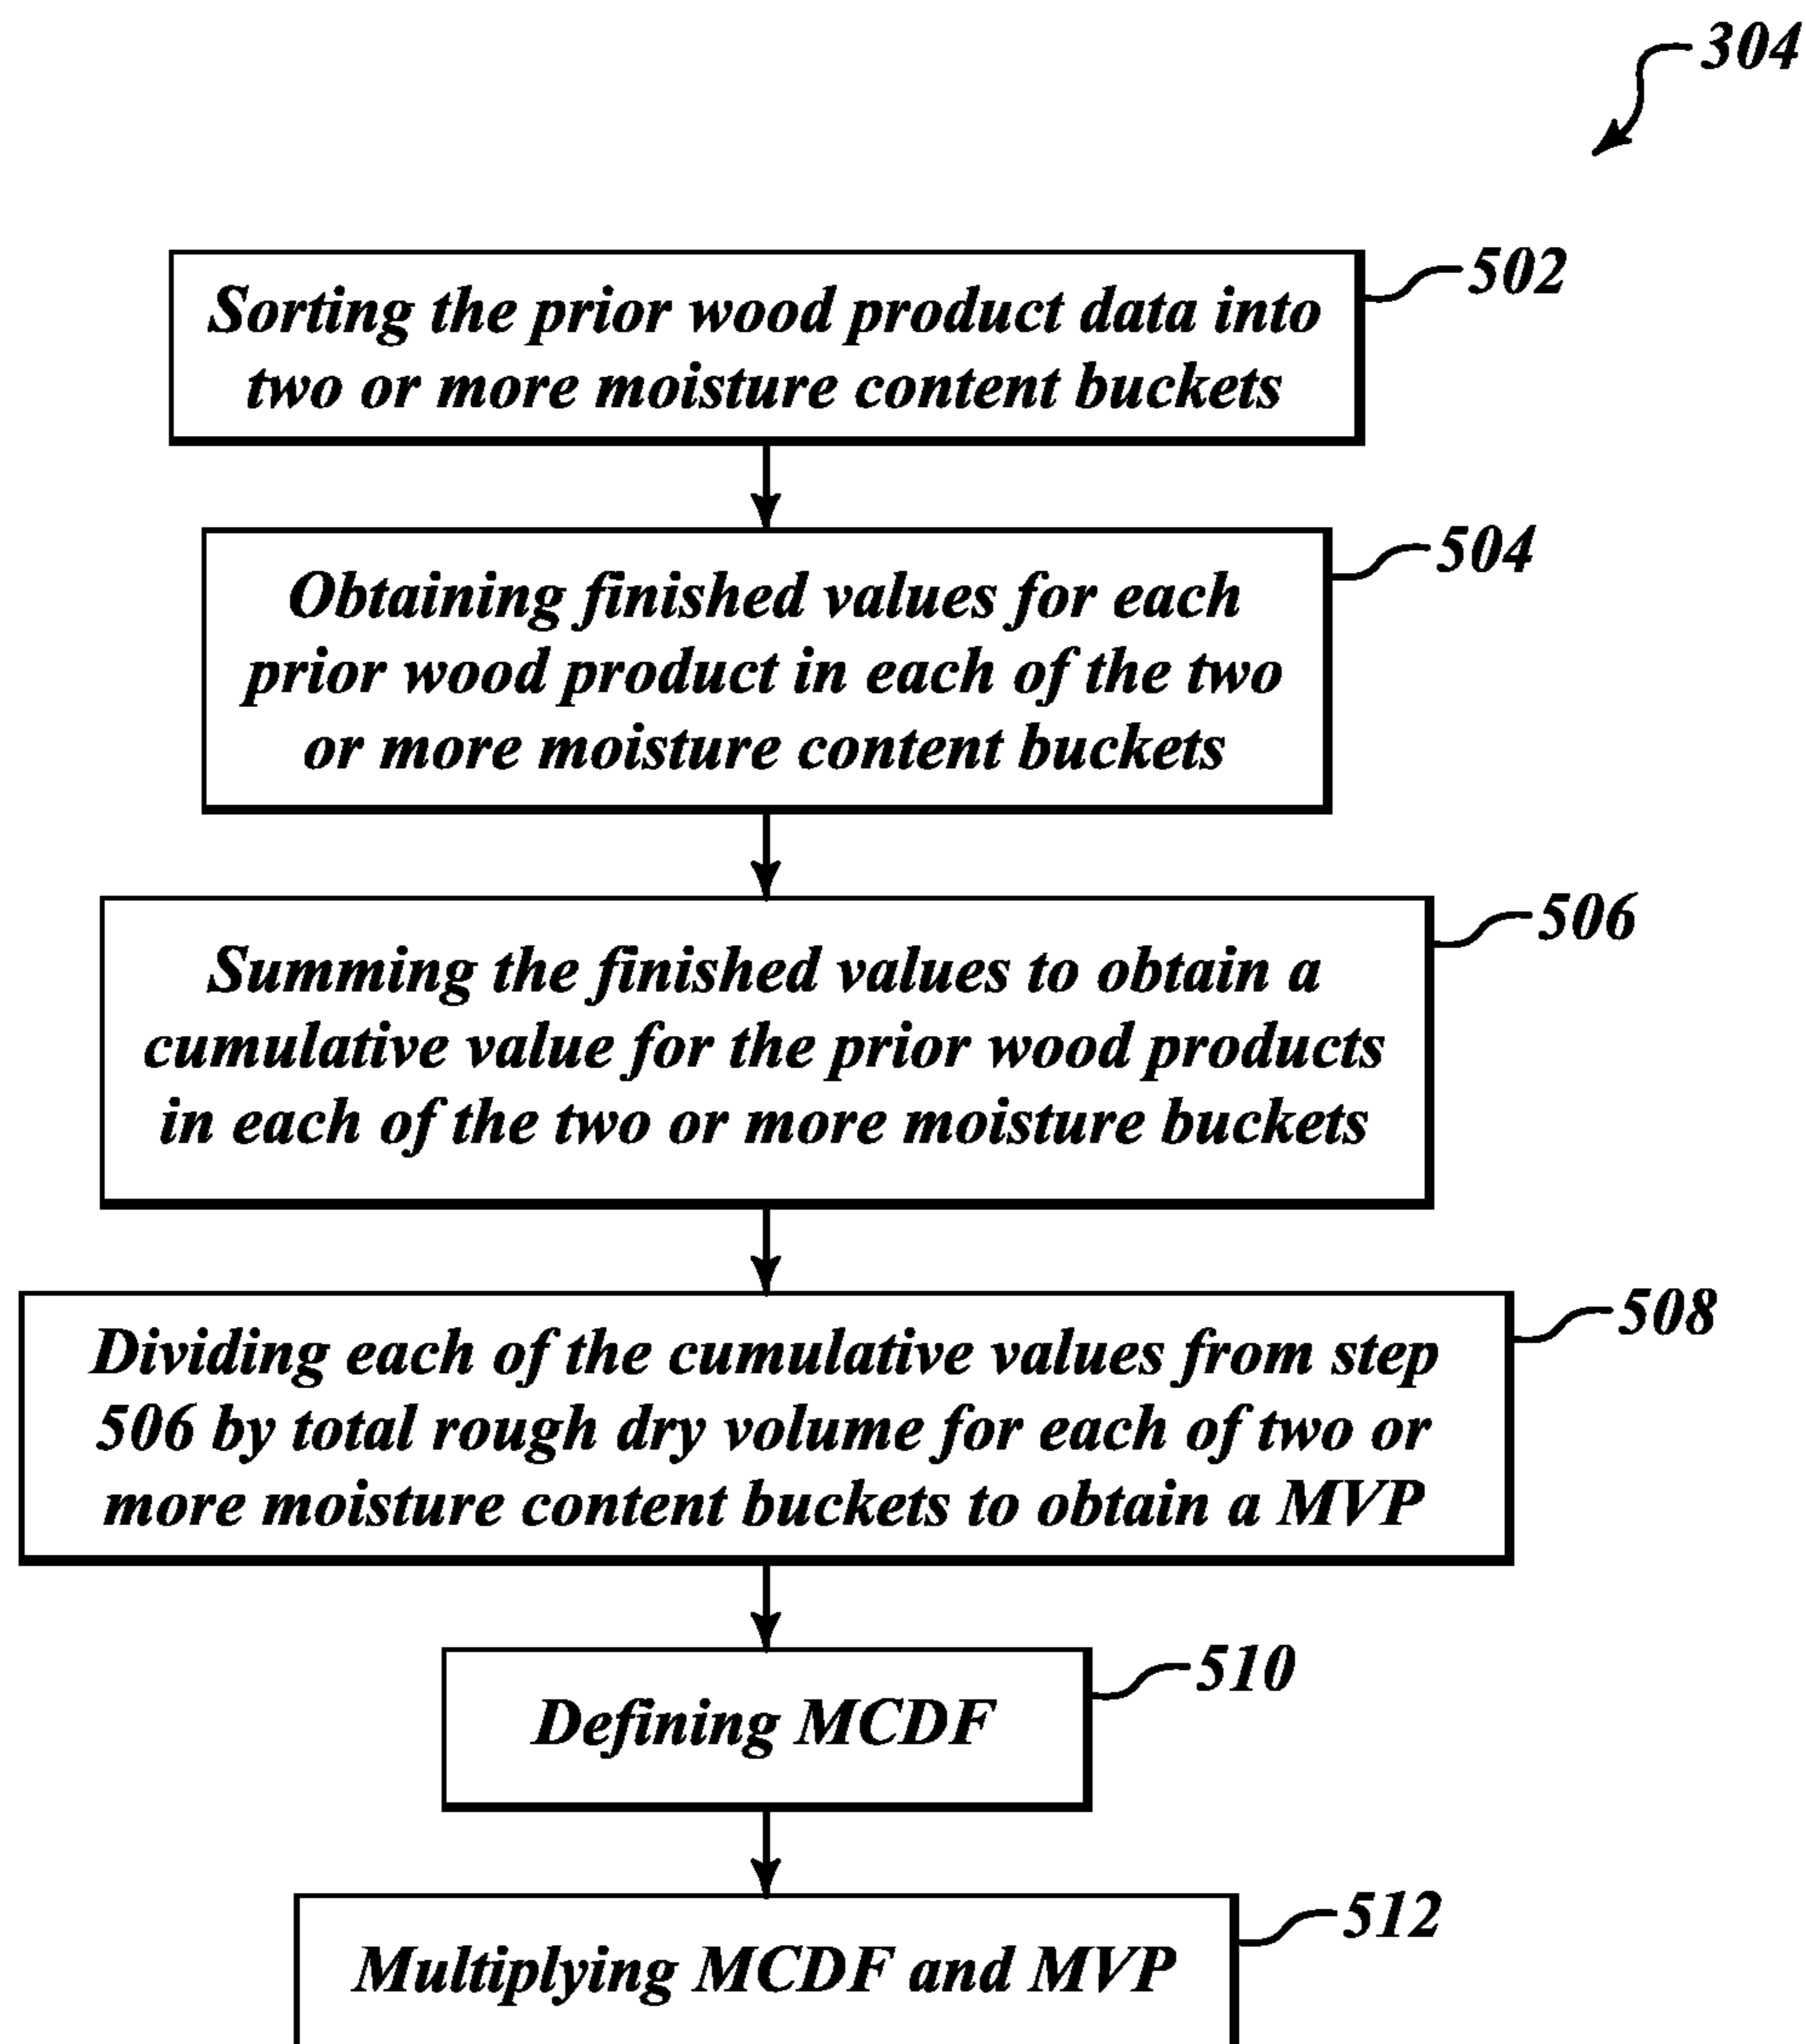 304
502
Sorting the prior wood product data into
two or more moisture content buckets
504
Obtaining finished values for each
prior wood product in each of the two
or more moisture content buckets
506
Summing the finished values to obtain a
cumulative value for the prior wood products
in each of the two or more moisture buckets
508
Dividing each of the cumulative values from step
506 by total rough dry volume for each of two or
more moisture content buckets to obtain a MVP
510
Defining MCDF
512
Multiplying MCDF and MVP